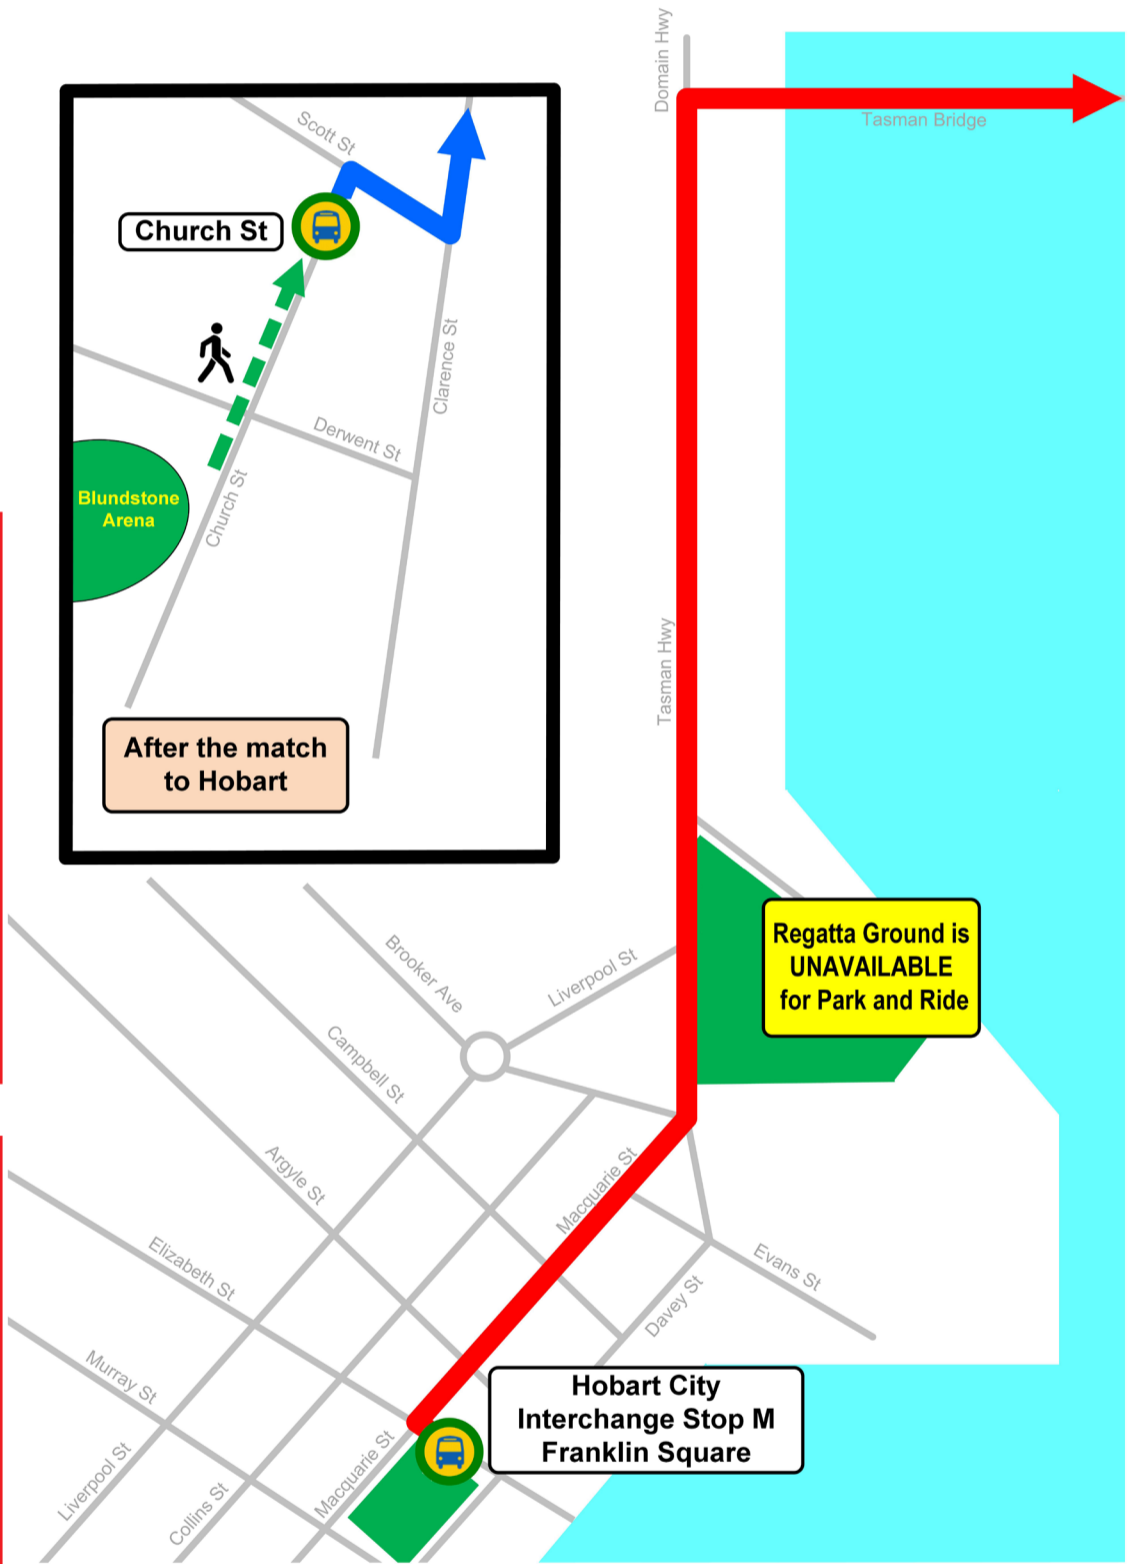 Domain Hwy
Tasman Bridge
Scott St
Church St
Clarence St
Derwent St
Blundstone
Arena
Church St
After the match
to Hobart
Tasman Hwy
Regatta Ground is
UNAVAILABLE
for Park and Ride
Brooker Ave
Liverpool St
Campbell St
Argyle St
Macquarie St
Elizabeth St
Evans St
Davey St
Murray St
Hobart City
Interchange Stop M
Franklin Square
Liverpool St
Collins St
Macquarie St